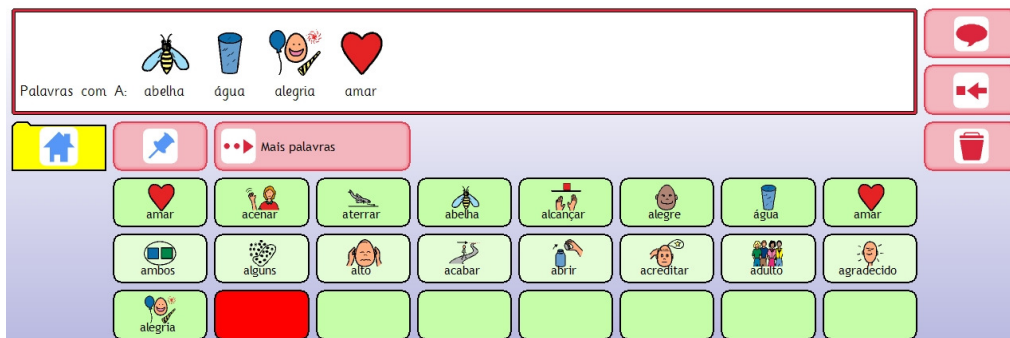 Palavras com A: abelha água alegria amar
Mais palavras
amar acenar aterrar abelha alcançar alegre água amar
ambos alguns alto acabar abrir acreditar adulto agradecido
alegria